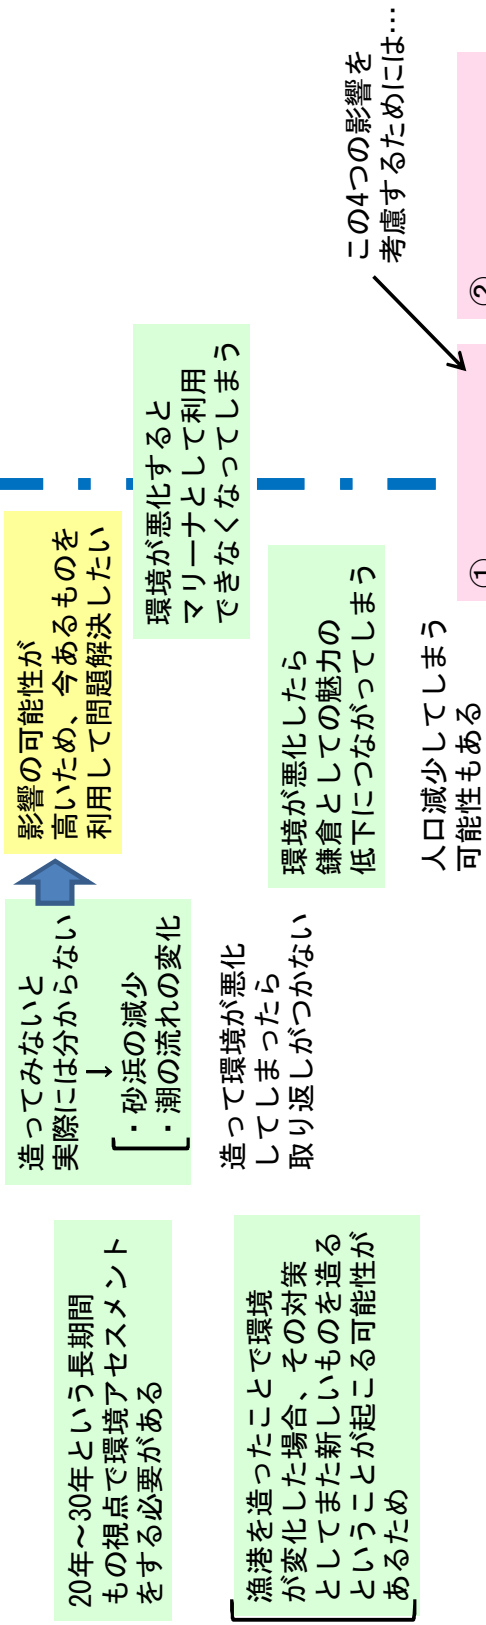 20年～30年という長期間
もの視点で環境アセスメント
をする必要がある
漁港を造ったことで環境
が変化した場合、その対策
としてまた新しいものを造る
ということが起こる可能性が
あるため
造ってみないと
実際には分からない
↓
・砂浜の減少
・潮の流れの変化
造って環境が悪化
してしまったら
取り返しがつかない
影響の可能性が
高いため、今あるものを
利用して問題解決したい
環境が悪化したら
鎌倉としての魅力の
低下につながってしまう
人口減少してしまう
可能性もある
環境が悪化すると
マリーナとして利用
できなくなってしまう
この4つの影響を
考慮するためには…
①
②